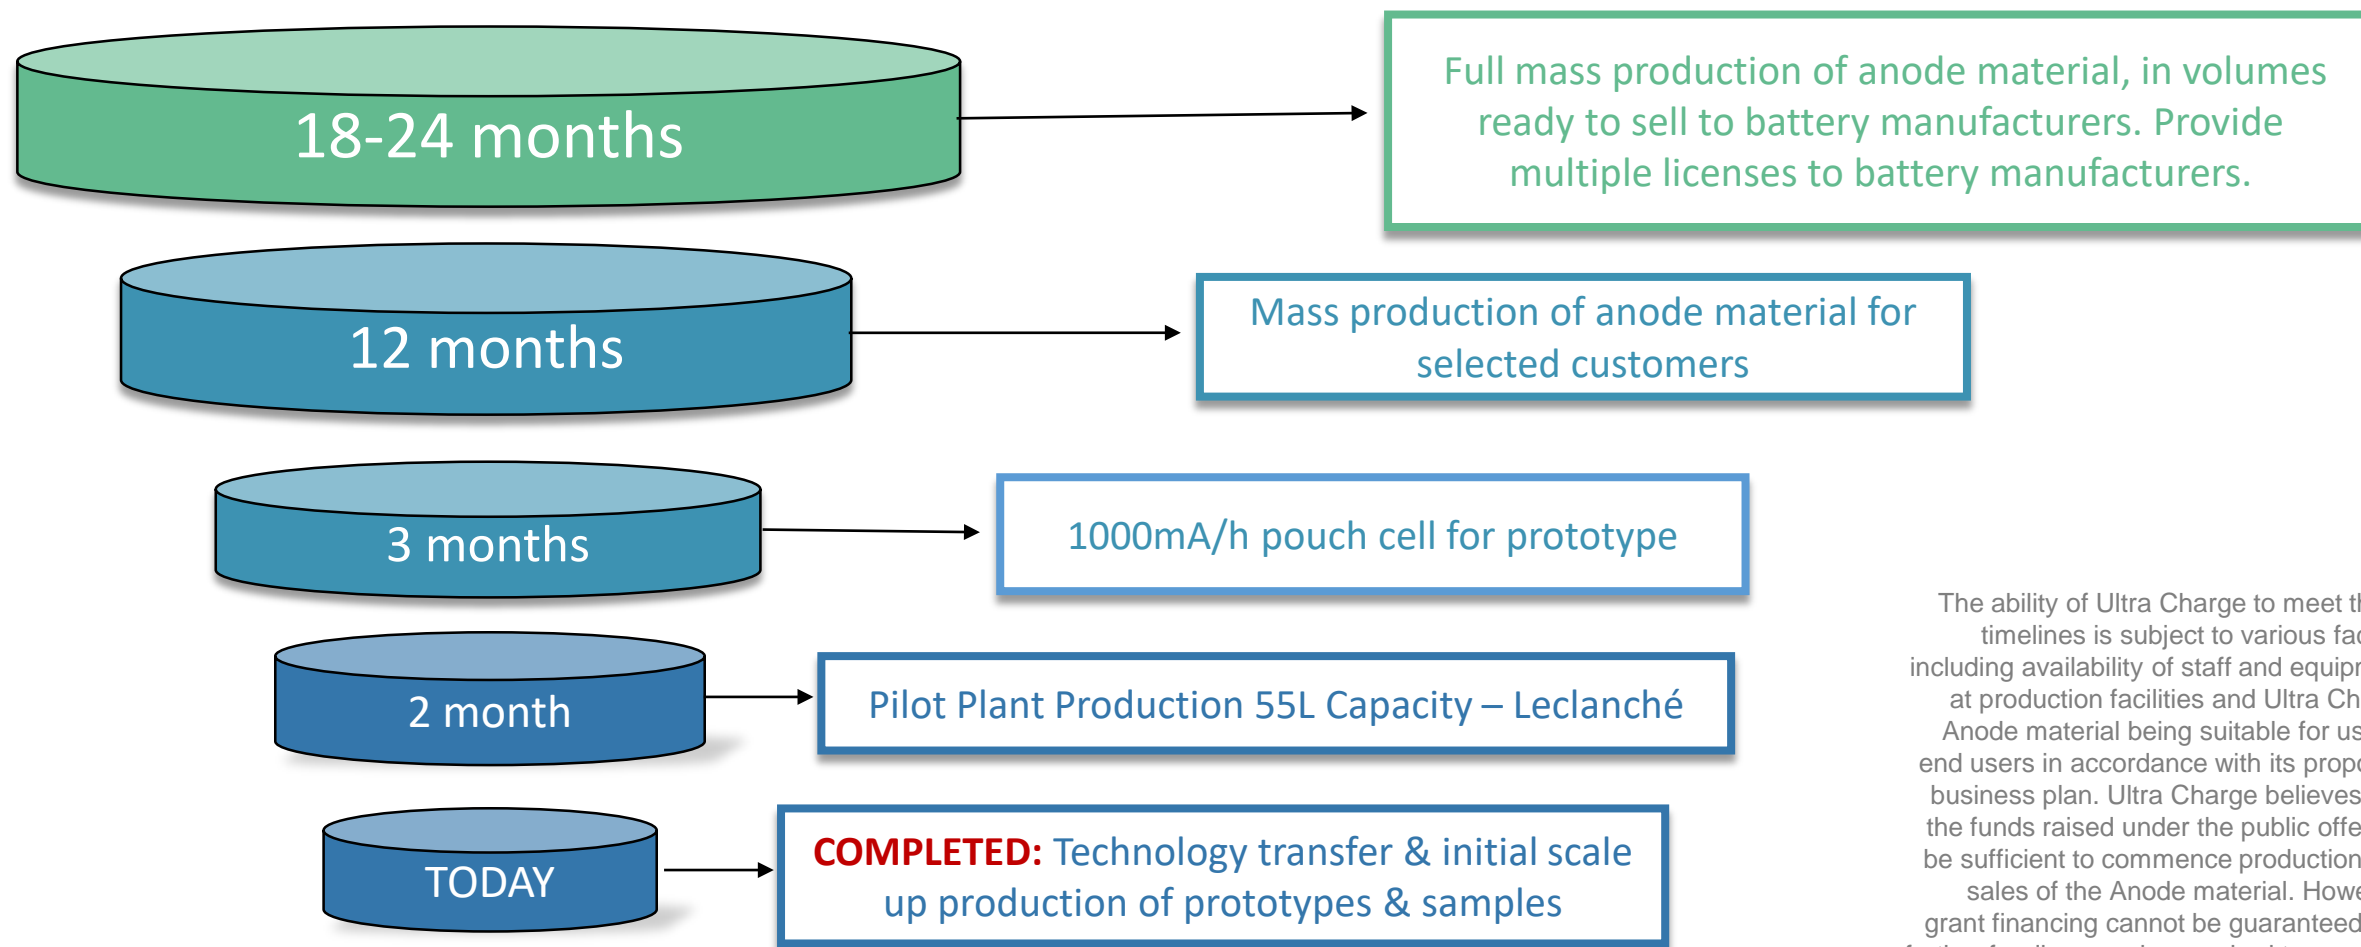 18-24 months
Full mass production of anode material, in volumes
ready to sell to battery manufacturers. Provide
multiple licenses to battery manufacturers.
12 months
Mass production of anode material for
selected customers
3 months
1000mA/h pouch cell for prototype
2 month
Pilot Plant Production 55L Capacity – Leclanché
TODAY
COMPLETED: Technology transfer & initial scale
up production of prototypes & samples
The ability of Ultra Charge to meet
timelines is subject to various
including availability of staff and
at production facilities and Ultra
Anode material being suitable for
end users in accordance with its
business plan. Ultra Charge believes
the funds raised under the public
be sufficient to commence production
sales of the Anode material.
grant financing cannot be guaranteed